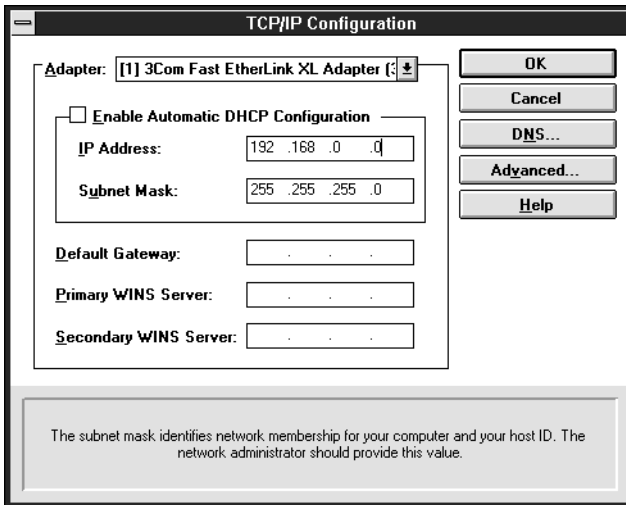 TCP/IP Configuration
Adapter: [1] 3Com Fast EtherLink XL Adapter (3
Enable Automatic DHCP Configuration
IP Address: 192 .168 .0 .0
Subnet Mask: 255 .255 .255 .0
Default Gateway: . . .
Primary WINS Server: . . .
Secondary WINS Server: . . .
OK
Cancel
DNS...
Advanced...
Help
The subnet mask identifies network membership for your computer and your host ID. The
network administrator should provide this value.